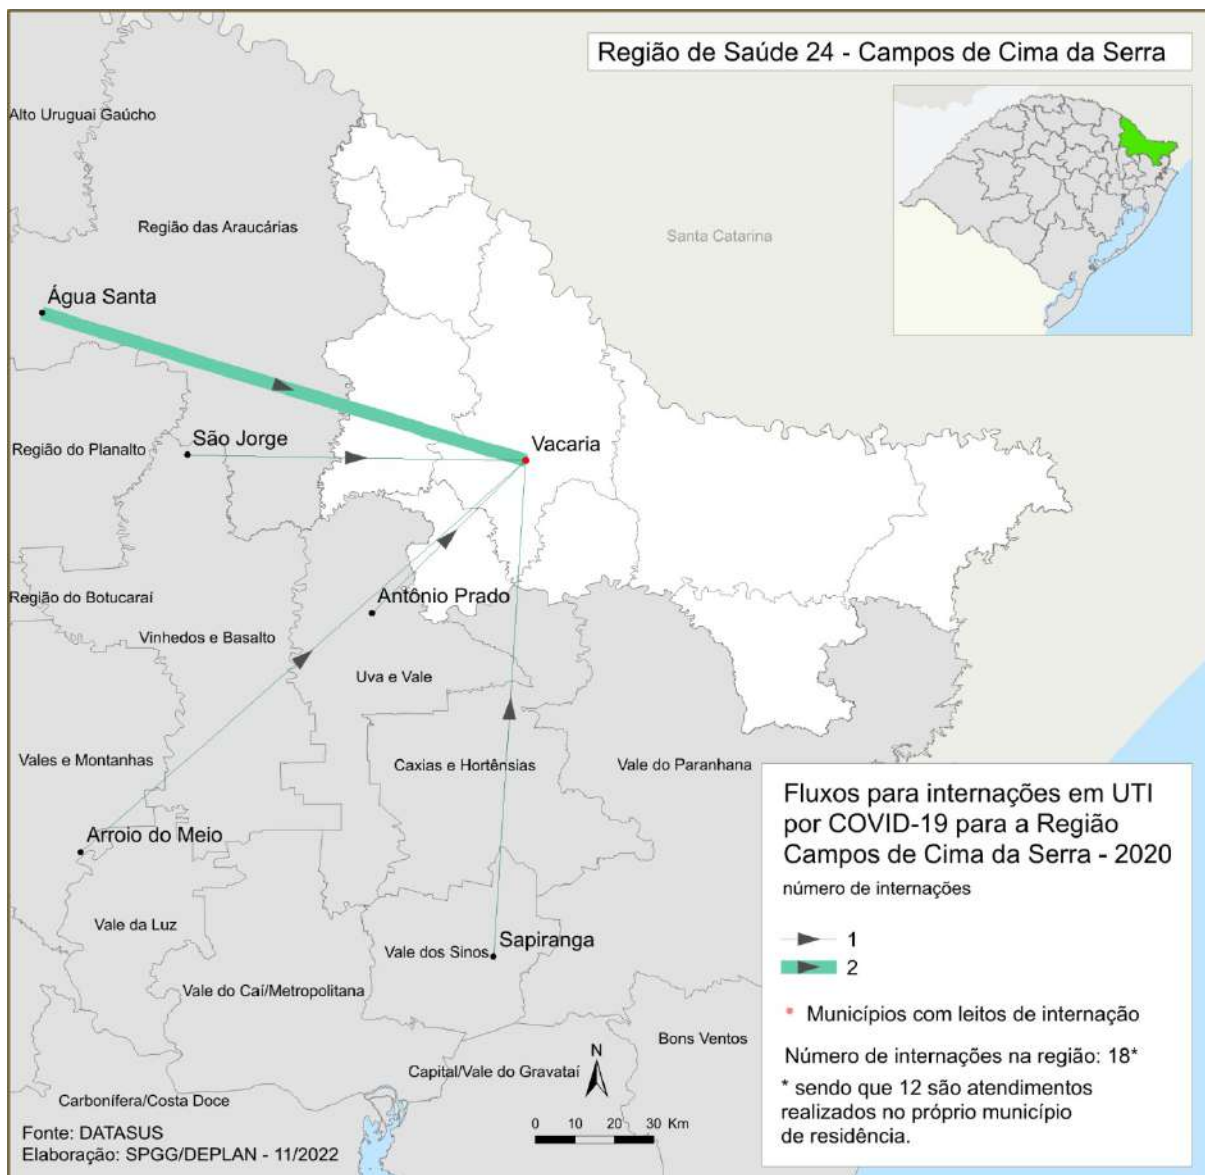 Região de Saúde 24 - Campos de Cima da Serra
Alto Uruguai Gaúcho
Região das Araucárias
Santa Catarina
Água Santa
São Jorge
Vacaria
Região do Planalto
Antônio Prado
Região do Botucaraí
Vinhedos e Basalto
Uva e Vale
Vales e Montanhas
Caxias e Hortênsias
Vale do Paranhana
Arroio do Meio
Vale da Luz
Vale dos Sinos
Sapiranga
Vale do Caí/Metropolitana
Bons Ventos
Capital/Vale do Gravataí
Carbonífera/Costa Doce
Fonte: DATASUS
Elaboração: SPGG/DEPLAN - 11/2022
N
0 10 20 30 Km
Fluxos para internações em UTI
por COVID-19 para a Região
Campos de Cima da Serra - 2020
número de internações
1
2
Municípios com leitos de internação
Número de internações na região: 18*
* sendo que 12 são atendimentos
realizados no próprio município
de residência.